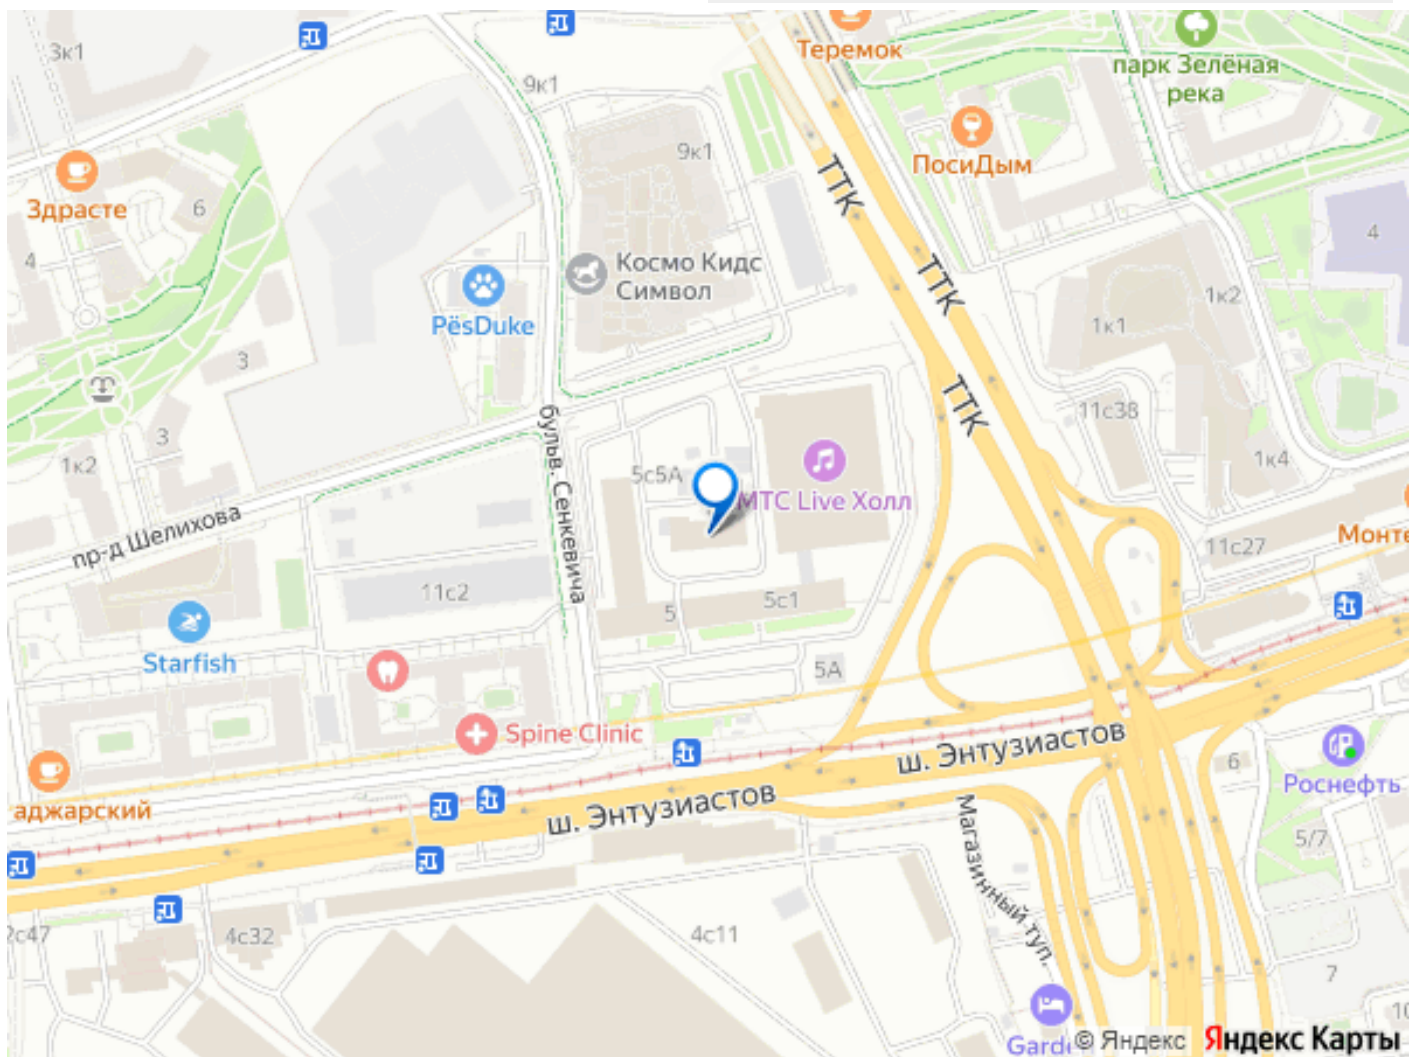 3к1
9к1
Теремок
парк Зелёная
река
9к1
ПосиДым
ТТК
Здрасте
6
4
4
Космо Кидс
Символ
ТТК
1к2
PёsDuke
1к1
3
ТТК
11с38
3
1к2
бульв. Сенкевича
5с5А
1к4
МТС Live Холл
пр-д Шелихова
11с27
11с2
5
5с1
Starfish
5А
Spine Clinic
ш. Энтузиастов
6
Роснефть
аджарский
ш. Энтузиастов
Магазинный туп.
5/7
2с47
4с32
4с11
7
© Яндекс
Яндекс Карты